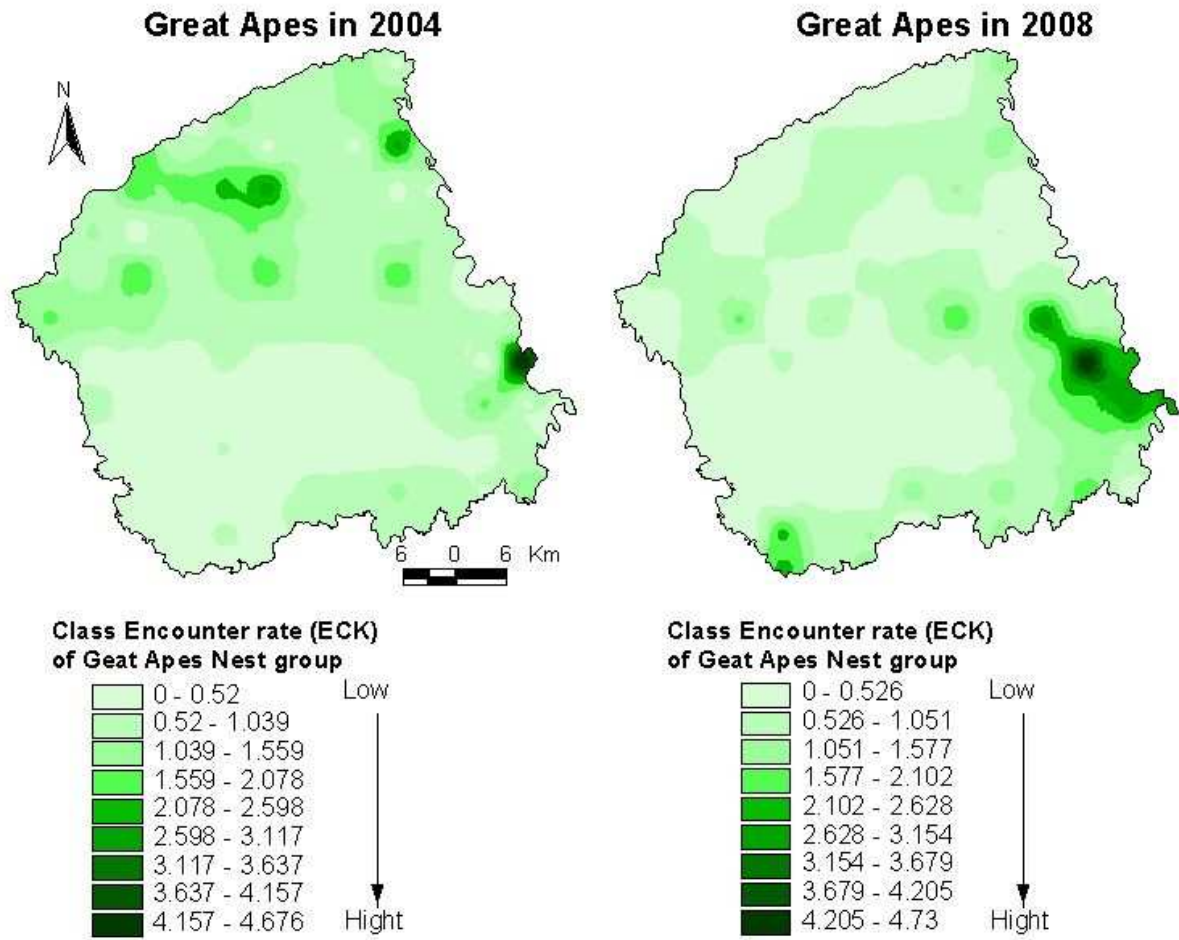 Great Apes in 2004
Great Apes in 2008
N
6 0 6 Km
Class Encounter rate (ECK)
of Geat Apes Nest group
0 - 0.52
0.52 - 1.039
1.039 - 1.559
1.559 - 2.078
2.078 - 2.598
2.598 - 3.117
3.117 - 3.637
3.637 - 4.157
4.157 - 4.676
Low
Hight
Class Encounter rate (ECK)
of Geat Apes Nest group
0 - 0.526
0.526 - 1.051
1.051 - 1.577
1.577 - 2.102
2.102 - 2.628
2.628 - 3.154
3.154 - 3.679
3.679 - 4.205
4.205 - 4.73
Low
Hight